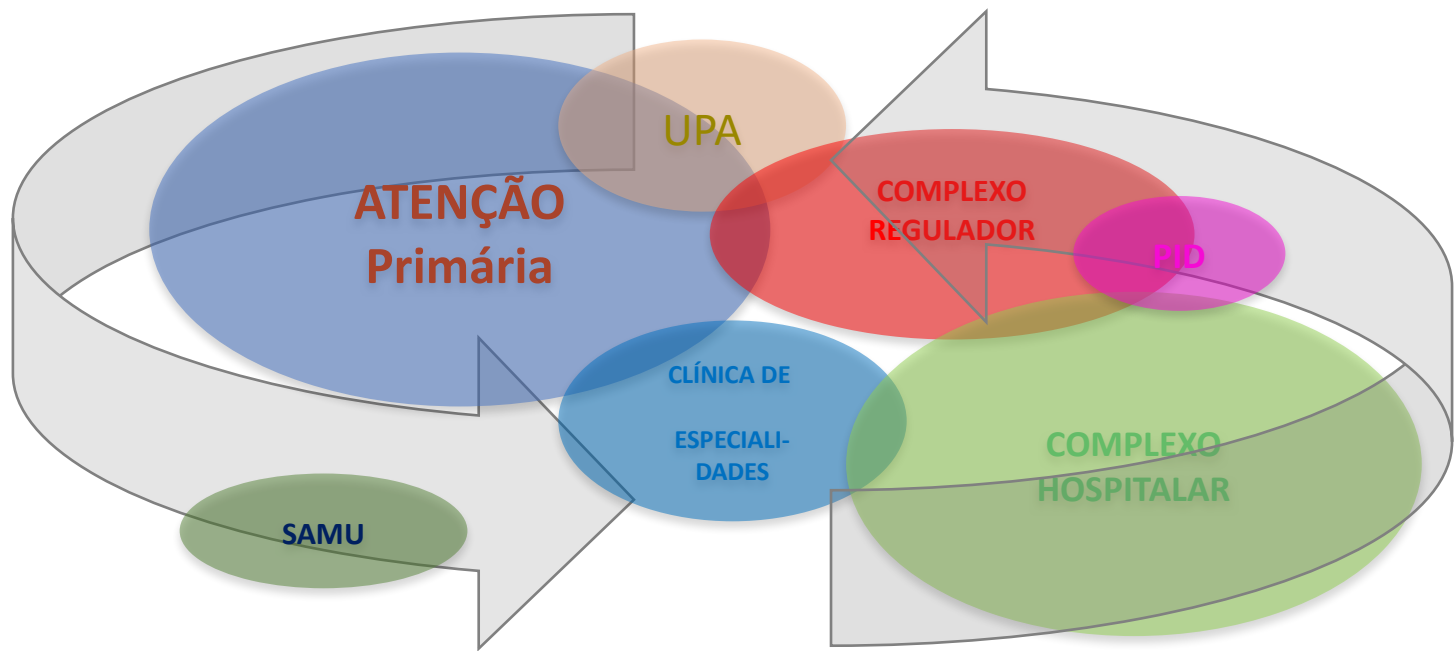 UPA
ATENÇÃO
Primária
COMPLEXO
REGULADOR
PID
CLÍNICA DE
ESPECIALI-
DADES
COMPLEXO
HOSPITALAR
SAMU